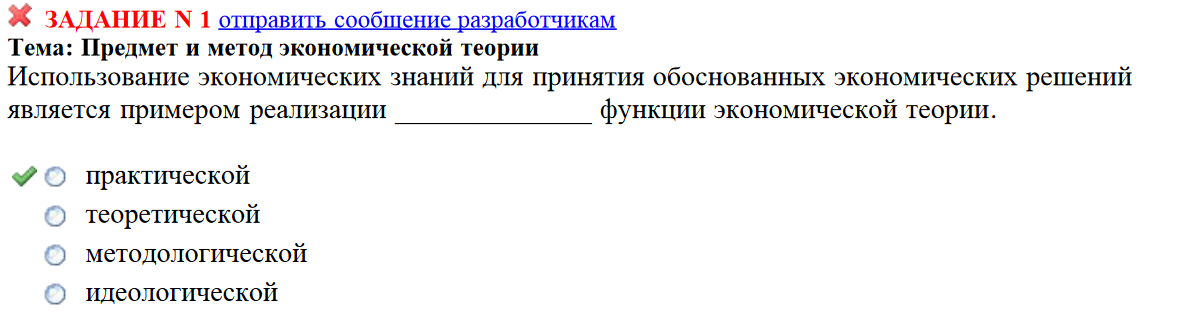 ЗАДАНИЕ N 1 отправить сообщение разработчикам
Тема: Предмет и метод экономической теории
Использование экономических знаний для принятия обоснованных экономических решений
является примером реализации ______________ функции экономической теории.
практической
теоретической
методологической
идеологической